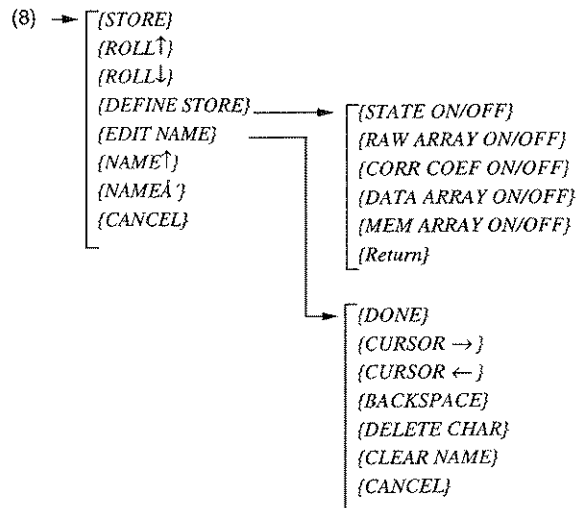 (8) → {STORE}
{ROLL↑}
{ROLL↓}
{DEFINE STORE}
{EDIT NAME}
{NAME↑}
{NAMEÅ´}
{CANCEL}
{STATE ON/OFF}
{RAW ARRAY ON/OFF}
{CORR COEF ON/OFF}
{DATA ARRAY ON/OFF}
{MEM ARRAY ON/OFF}
{Return}
{DONE}
{CURSOR → }
{CURSOR ← }
{BACKSPACE}
{DELETE CHAR}
{CLEAR NAME}
{CANCEL}